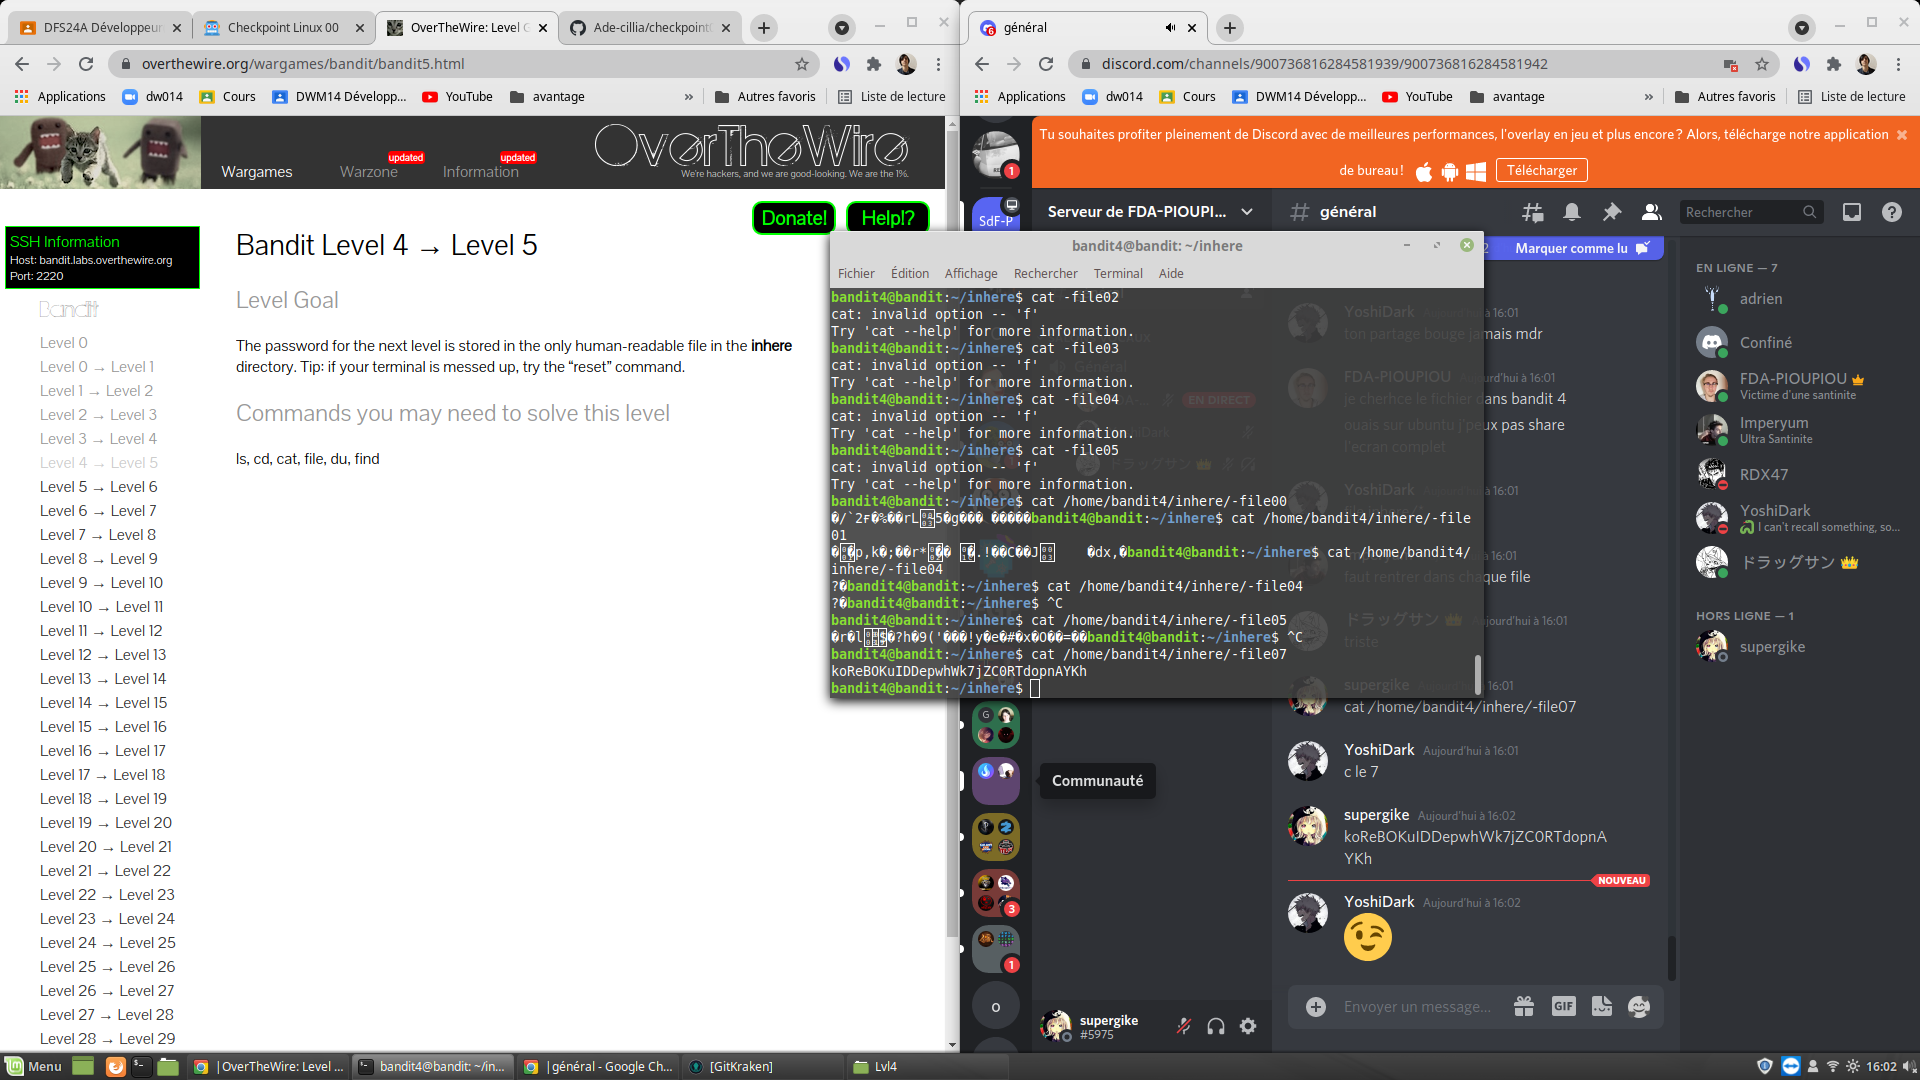 DFS24A Développeur
Checkpoint Linux 00
OverTheWire: Level G
Ade-cillia/checkpoint
overthewire.org/wargames/bandit/bandit5.html
Applications
dw014
Cours
DWM14 Développ...
YouTube
avantage
»
Autres favoris
Liste de lecture
OverTheWire
We're hackers, and we are good-looking. We are the 1%.
Wargames
Warzone
updated
Information
updated
Donate!
Help!?
SSH Information
Host: bandit.labs.overthewire.org
Port: 2220
Bandit
Level 0
Level 0 → Level 1
Level 1 → Level 2
Level 2 → Level 3
Level 3 → Level 4
Level 4 → Level 5
Level 5 → Level 6
Level 6 → Level 7
Level 7 → Level 8
Level 8 → Level 9
Level 9 → Level 10
Level 10 → Level 11
Level 11 → Level 12
Level 12 → Level 13
Level 13 → Level 14
Level 14 → Level 15
Level 15 → Level 16
Level 16 → Level 17
Level 17 → Level 18
Level 18 → Level 19
Level 19 → Level 20
Level 20 → Level 21
Level 21 → Level 22
Level 22 → Level 23
Level 23 → Level 24
Level 24 → Level 25
Level 25 → Level 26
Level 26 → Level 27
Level 27 → Level 28
Level 28 → Level 29
Bandit Level 4 → Level 5
Level Goal
The password for the next level is stored in the only human-readable file in the inhere
directory. Tip: if your terminal is messed up, try the “reset” command.
Commands you may need to solve this level
ls, cd, cat, file, du, find
bandit4@bandit: ~/inhere
Fichier Édition Affichage Rechercher Terminal Aide
bandit4@bandit:~/inhere$ cat -file02
cat: invalid option -- 'f'
Try 'cat --help' for more information.
bandit4@bandit:~/inhere$ cat -file03
cat: invalid option -- 'f'
Try 'cat --help' for more information.
bandit4@bandit:~/inhere$ cat -file04
cat: invalid option -- 'f'
Try 'cat --help' for more information.
bandit4@bandit:~/inhere$ cat -file05
cat: invalid option -- 'f'
Try 'cat --help' for more information.
bandit4@bandit:~/inhere$ cat /home/bandit4/inhere/-file00
�/`2ғ�%��rL5�g��� �����bandit4@bandit:~/inhere$ cat /home/bandit4/inhere/-file
01
��p,k�;��r*�� �.!��C��J �dx,�bandit4@bandit:~/inhere$ cat /home/bandit4/
inhere/-file04
?�bandit4@bandit:~/inhere$ cat /home/bandit4/inhere/-file04
?�bandit4@bandit:~/inhere$ ^C
bandit4@bandit:~/inhere$ cat /home/bandit4/inhere/-file05
�r�l�?h�9('���!y�e�#�x�O��=��bandit4@bandit:~/inhere$ ^C
bandit4@bandit:~/inhere$ cat /home/bandit4/inhere/-file07
koReBOKuIDDepwhWk7jZC0RTdopnAYKh
bandit4@bandit:~/inhere$
général
discord.com/channels/900736816284581939/900736816284581942
Applications
dw014
Cours
DWM14 Développ...
YouTube
avantage
»
Autres favoris
Liste de lecture
Tu souhaites profiter pleinement de Discord avec de meilleures performances, l'overlay en jeu et plus encore ? Alors, télécharge notre application
de bureau !
Télécharger
1
SdF-P
Serveur de FDA-PIOUPI...
# général
Rechercher
Marquer comme lu
YoshiDark
à 16:01
ton partage bouge jamais mdr
FDA-PIOUPIOU
Aujourd'hui à 16:01
je cherhce le fichier dans bandit 4
ouais sur ubuntu j'peux pas share
l'ecran complet
EN DIRECT
YoshiDark
à 16:01
faut rentrer dans chaque file
ドラッグサン
à 16:01
triste
supergike
à 16:01
cat /home/bandit4/inhere/-file07
YoshiDark Aujourd'hui à 16:01
c le 7
supergike Aujourd'hui à 16:02
koReBOKuIDDepwhWk7jZC0RTdopnA
YKh
NOUVEAU
YoshiDark Aujourd'hui à 16:02
Envoyer un message...
GIF
Communauté
G
3
1
o
supergike
#5975
EN LIGNE — 7
adrien
Confiné
FDA-PIOUPIOU
Victime d'une santinite
Imperyum
Ultra Santinite
RDX47
YoshiDark
I can't recall something, so...
ドラッグサン
HORS LIGNE — 1
supergike
Menu
|OverTheWire: Level ...
bandit4@bandit: ~/in...
|général - Google Ch...
[GitKraken]
Lvl4
16:02